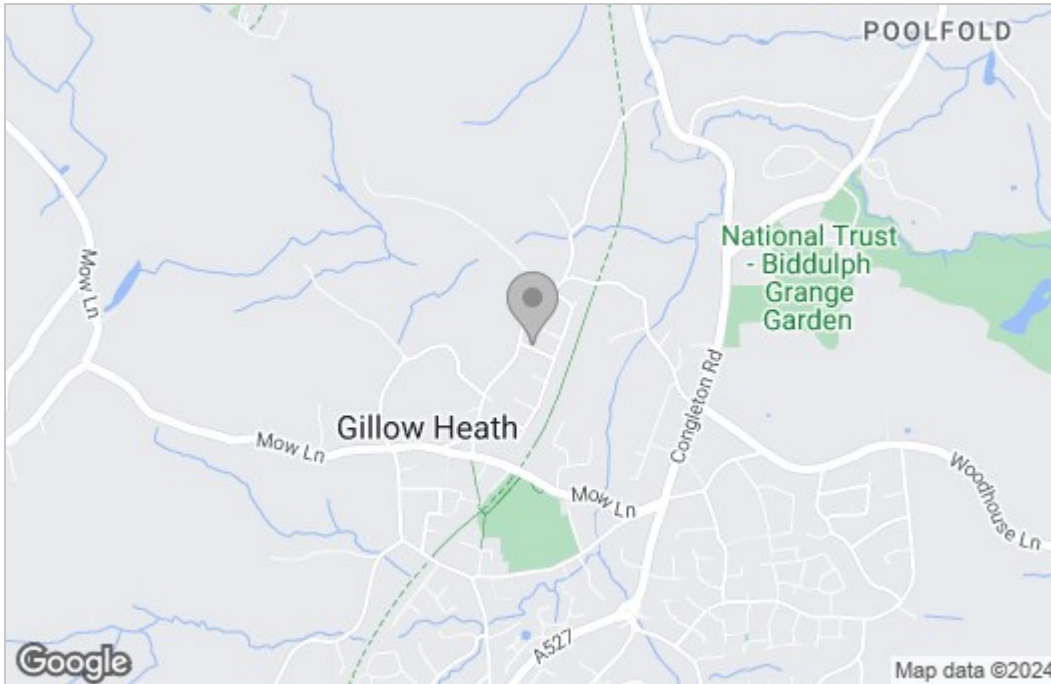 POOLFOLD
Mow Ln
National Trust
- Biddulph
Grange
Garden
Gillow Heath
Congleton Rd
Mow Ln
Mow Ln
Woodhouse Ln
A527
Google
Map data ©2024